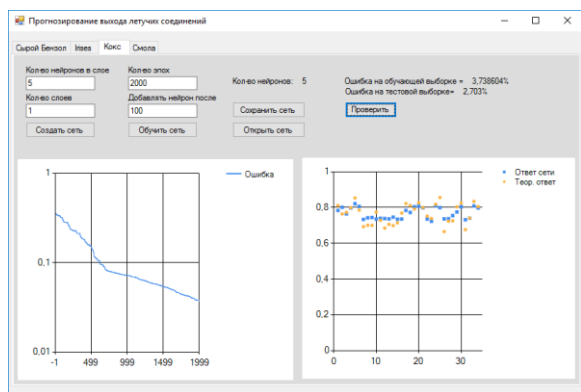 Прогнозирование выхода летучих соединений
Сырой Бензол Irises Кокс Смола
Кол-во нейронов в слое
Кол-во эпох
5
2000
Кол-во нейронов: 5
Ошибка на обучающей выборке = 3,738604%
Ошибка на тестовой выборке= 2,703%
Кол-во слоев
Добавлять нейрон после
1
100
Сохранить сеть
Проверить
Создать сеть
Обучить сеть
Открыть сеть
Ошибка
1
0,1
0,01
-1 499 999 1499 1999
Ответ сети
Теор. ответ
1
0,8
0,6
0,4
0,2
0
0 10 20 30